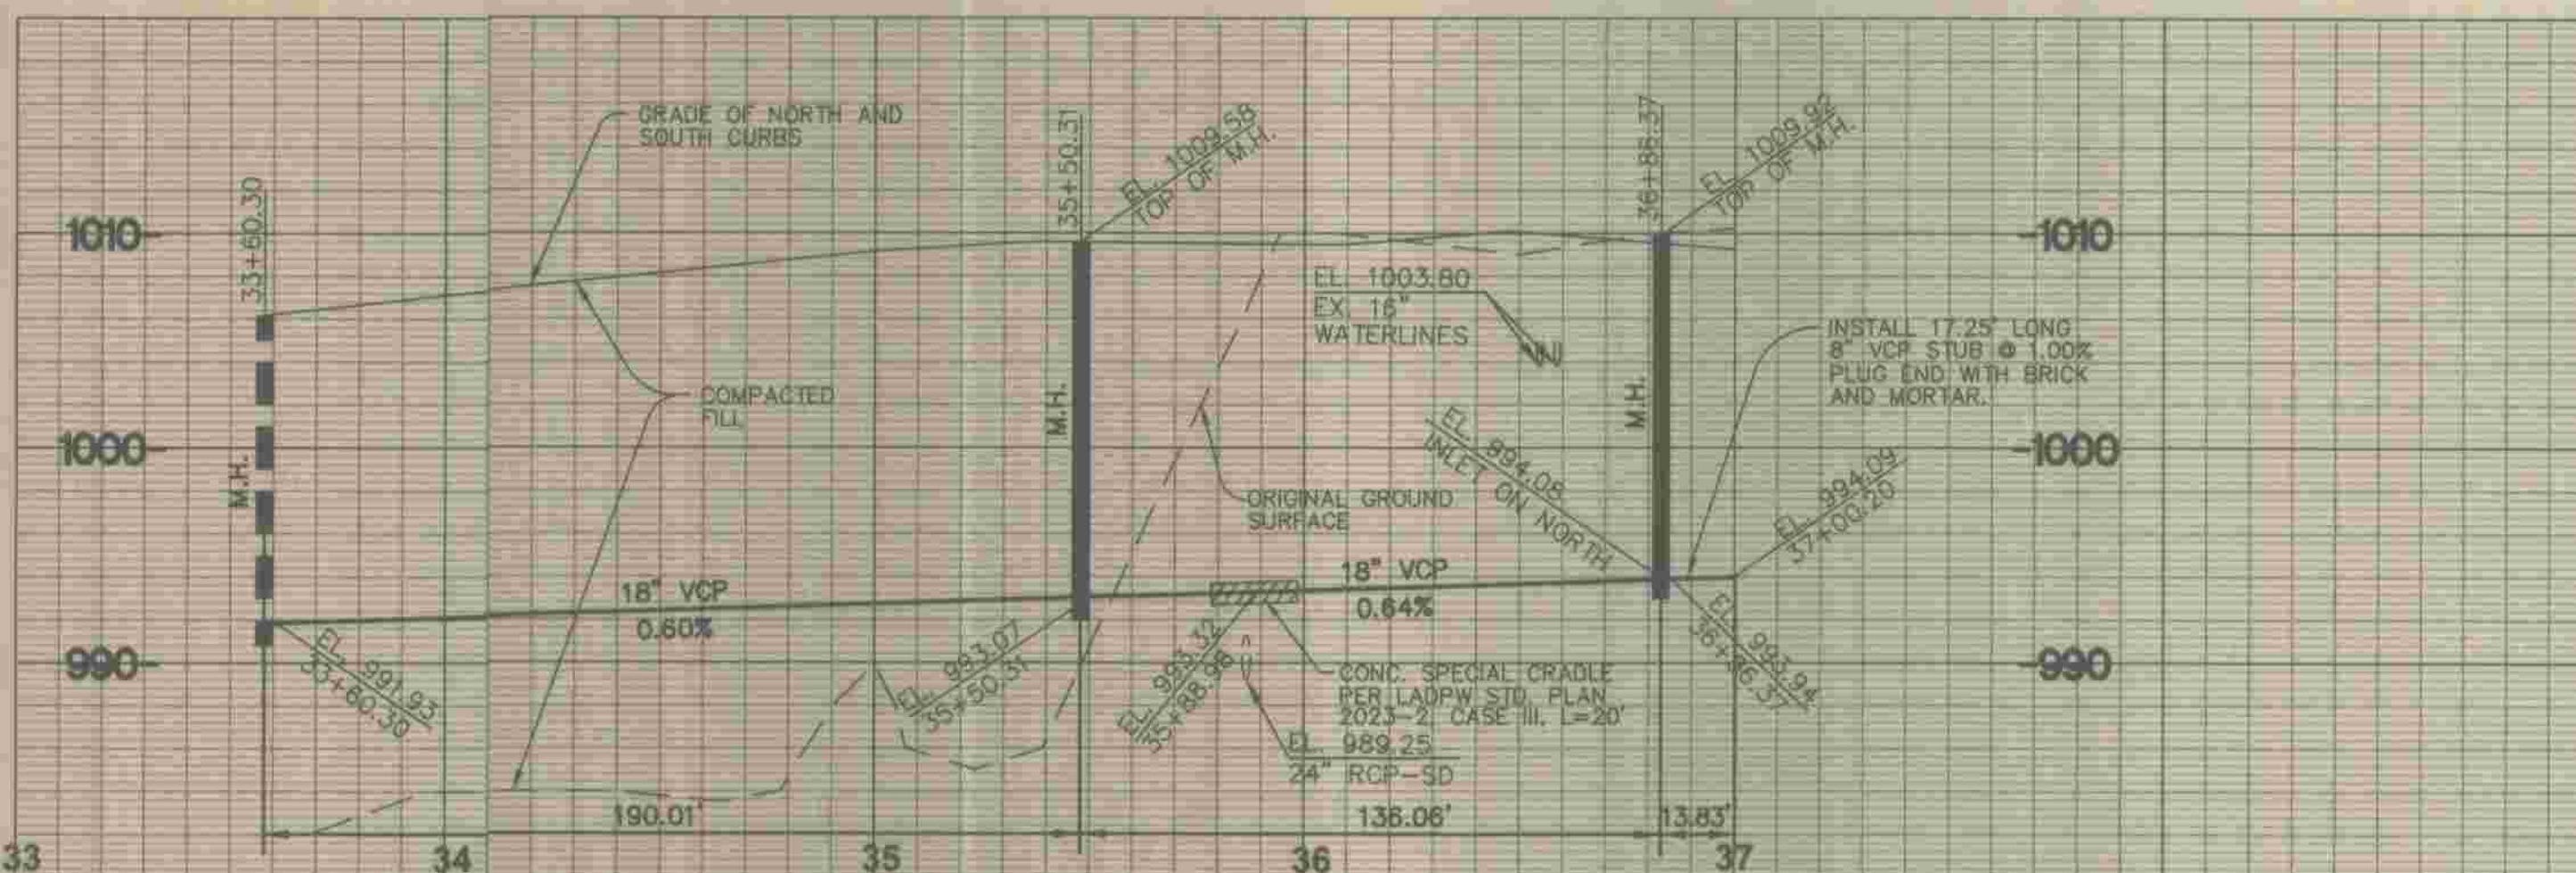 GRADE OF NORTH AND
SOUTH CURBS
33+60.30
35+50.31
EL. 1009.58
TOP OF M.H.
36+86.37
EL. 1009.92
TOP OF M.H.
1010
1010
EL. 1003.80
EX. 16"
WATERLINES
INSTALL 17.25' LONG
8" VCP STUB @ 1.00%
PLUG END WITH BRICK
AND MORTAR.
COMPACTED
FILL
M.H.
M.H.
M.H.
1000
1000
EL. 994.08
INLET ON NORTH
ORIGINAL GROUND
SURFACE
EL. 994.09
37+00.20
18" VCP
0.60%
18" VCP
0.64%
990
990
EL. 991.93
33+60.30
EL. 993.07
35+50.31
EL. 993.32
35+88.98
EL. 993.94
36+86.37
CONC. SPECIAL CRADLE
PER LADPW STD. PLAN
2023-2, CASE III, L=20'
EL. 989.25
24" RCP-SD
190.01'
136.06'
13.83'
33
34
35
36
37